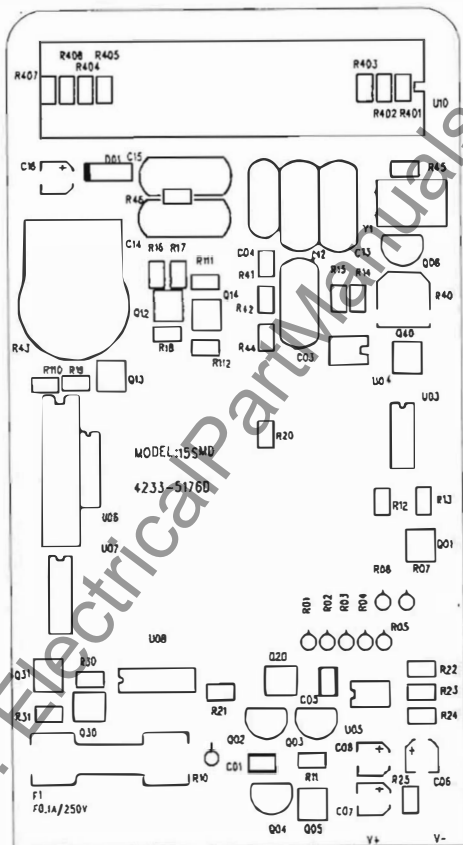 R406 R405
R407 R404
R403
R402 R401
U10
C16
D01
C15
R45
R46
Y1
C14
R16 R17
R111
C04
C12
C13
Q06
R41
R15 R14
R40
Q12
Q14
R42
R43
R18
R112
R44
C03
Q40
U04
R110 R19
Q13
U03
R20
MODEL:15SMD
4233-5176D
R12
R13
U06
U07
Q01
R06
R07
R01 R02 R03 R04
R05
U08
Q31
R30
Q20
R22
R21
C05
R23
R31
R24
Q30
Q02
Q03
U05
C08
R10
C01
R11
R25
C06
F1
F0.1A/250V
Q04
Q05
C07
V+
V-
ElectricalPartManuals